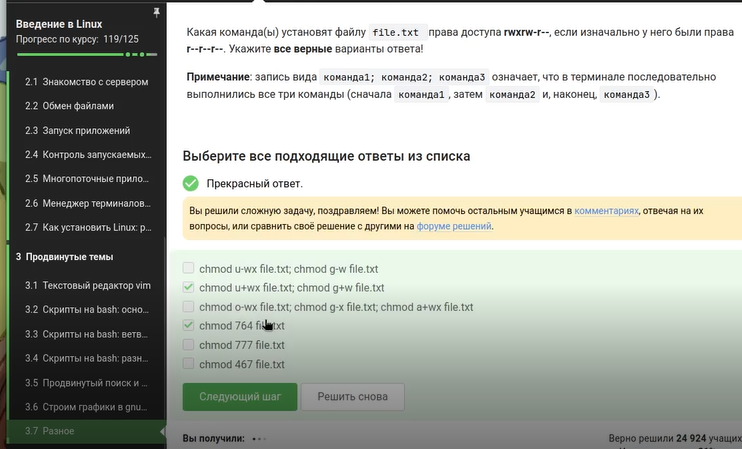 Введение в Linux
Прогресс по курсу: 119/125
2.1 Знакомство с сервером
2.2 Обмен файлами
2.3 Запуск приложений
2.4 Контроль запускаемых...
2.5 Многопоточные прило...
2.6 Менеджер терминалов...
2.7 Как установить Linux: р...
3 Продвинутые темы
3.1 Текстовый редактор vim
3.2 Скрипты на bash: осно...
3.3 Скрипты на bash: ветв...
3.4 Скрипты на bash: разн...
3.5 Продвинутый поиск и ...
3.6 Строим графики в gnu...
3.7 Разное
Какая команда(ы) установят файлу file.txt права доступа rwxrw-r--, если изначально у него были права
r--r--r--. Укажите все верные варианты ответа!
Примечание: запись вида команда1; команда2; команда3 означает, что в терминале последовательно
выполнились все три команды (сначала команда1, затем команда2 и, наконец, команда3).
Выберите все подходящие ответы из списка
Прекрасный ответ.
Вы решили сложную задачу, поздравляем! Вы можете помочь остальным учащимся в комментариях, отвечая на их
вопросы, или сравнить своё решение с другими на форуме решений.
chmod u-wx file.txt; chmod g-w file.txt
chmod u+wx file.txt; chmod g+w file.txt
chmod o-wx file.txt; chmod g-x file.txt; chmod a+wx file.txt
chmod 764 file.txt
chmod 777 file.txt
chmod 467 file.txt
Следующий шаг
Решить снова
Вы получили:
Верно решили 24 924 учащих